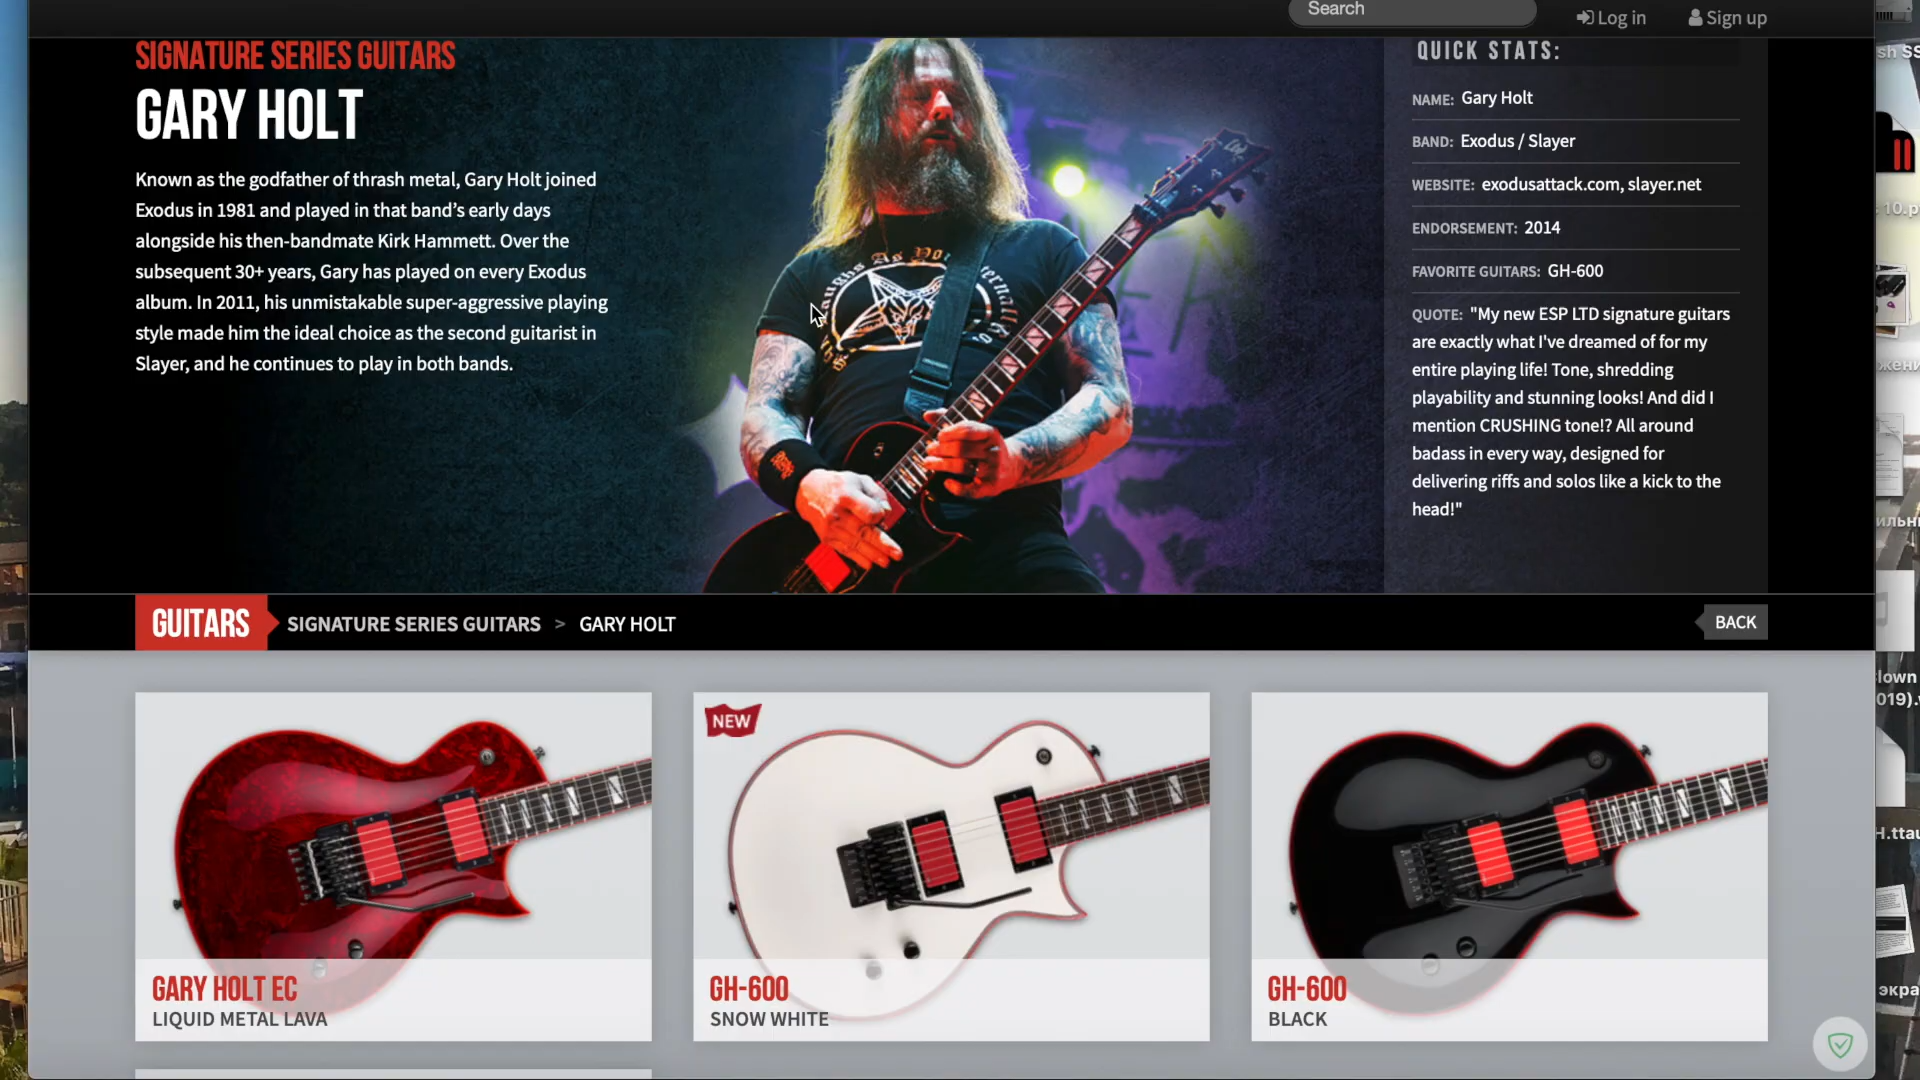 Search
Log in
Sign up
SIGNATURE SERIES GUITARS
GARY HOLT
Known as the godfather of thrash metal, Gary Holt joined
Exodus in 1981 and played in that band’s early days
alongside his then-bandmate Kirk Hammett. Over the
subsequent 30+ years, Gary has played on every Exodus
album. In 2011, his unmistakable super-aggressive playing
style made him the ideal choice as the second guitarist in
Slayer, and he continues to play in both bands.
QUICK STATS:
NAME: Gary Holt
BAND: Exodus / Slayer
WEBSITE: exodusattack.com, slayer.net
ENDORSEMENT: 2014
FAVORITE GUITARS: GH-600
QUOTE: "My new ESP LTD signature guitars
are exactly what I've dreamed of for my
entire playing life! Tone, shredding
playability and stunning looks! And did I
mention CRUSHING tone!? All around
badass in every way, designed for
delivering riffs and solos like a kick to the
head!"
GUITARS
SIGNATURE SERIES GUITARS > GARY HOLT
BACK
GARY HOLT EC
LIQUID METAL LAVA
NEW
GH-600
SNOW WHITE
GH-600
BLACK